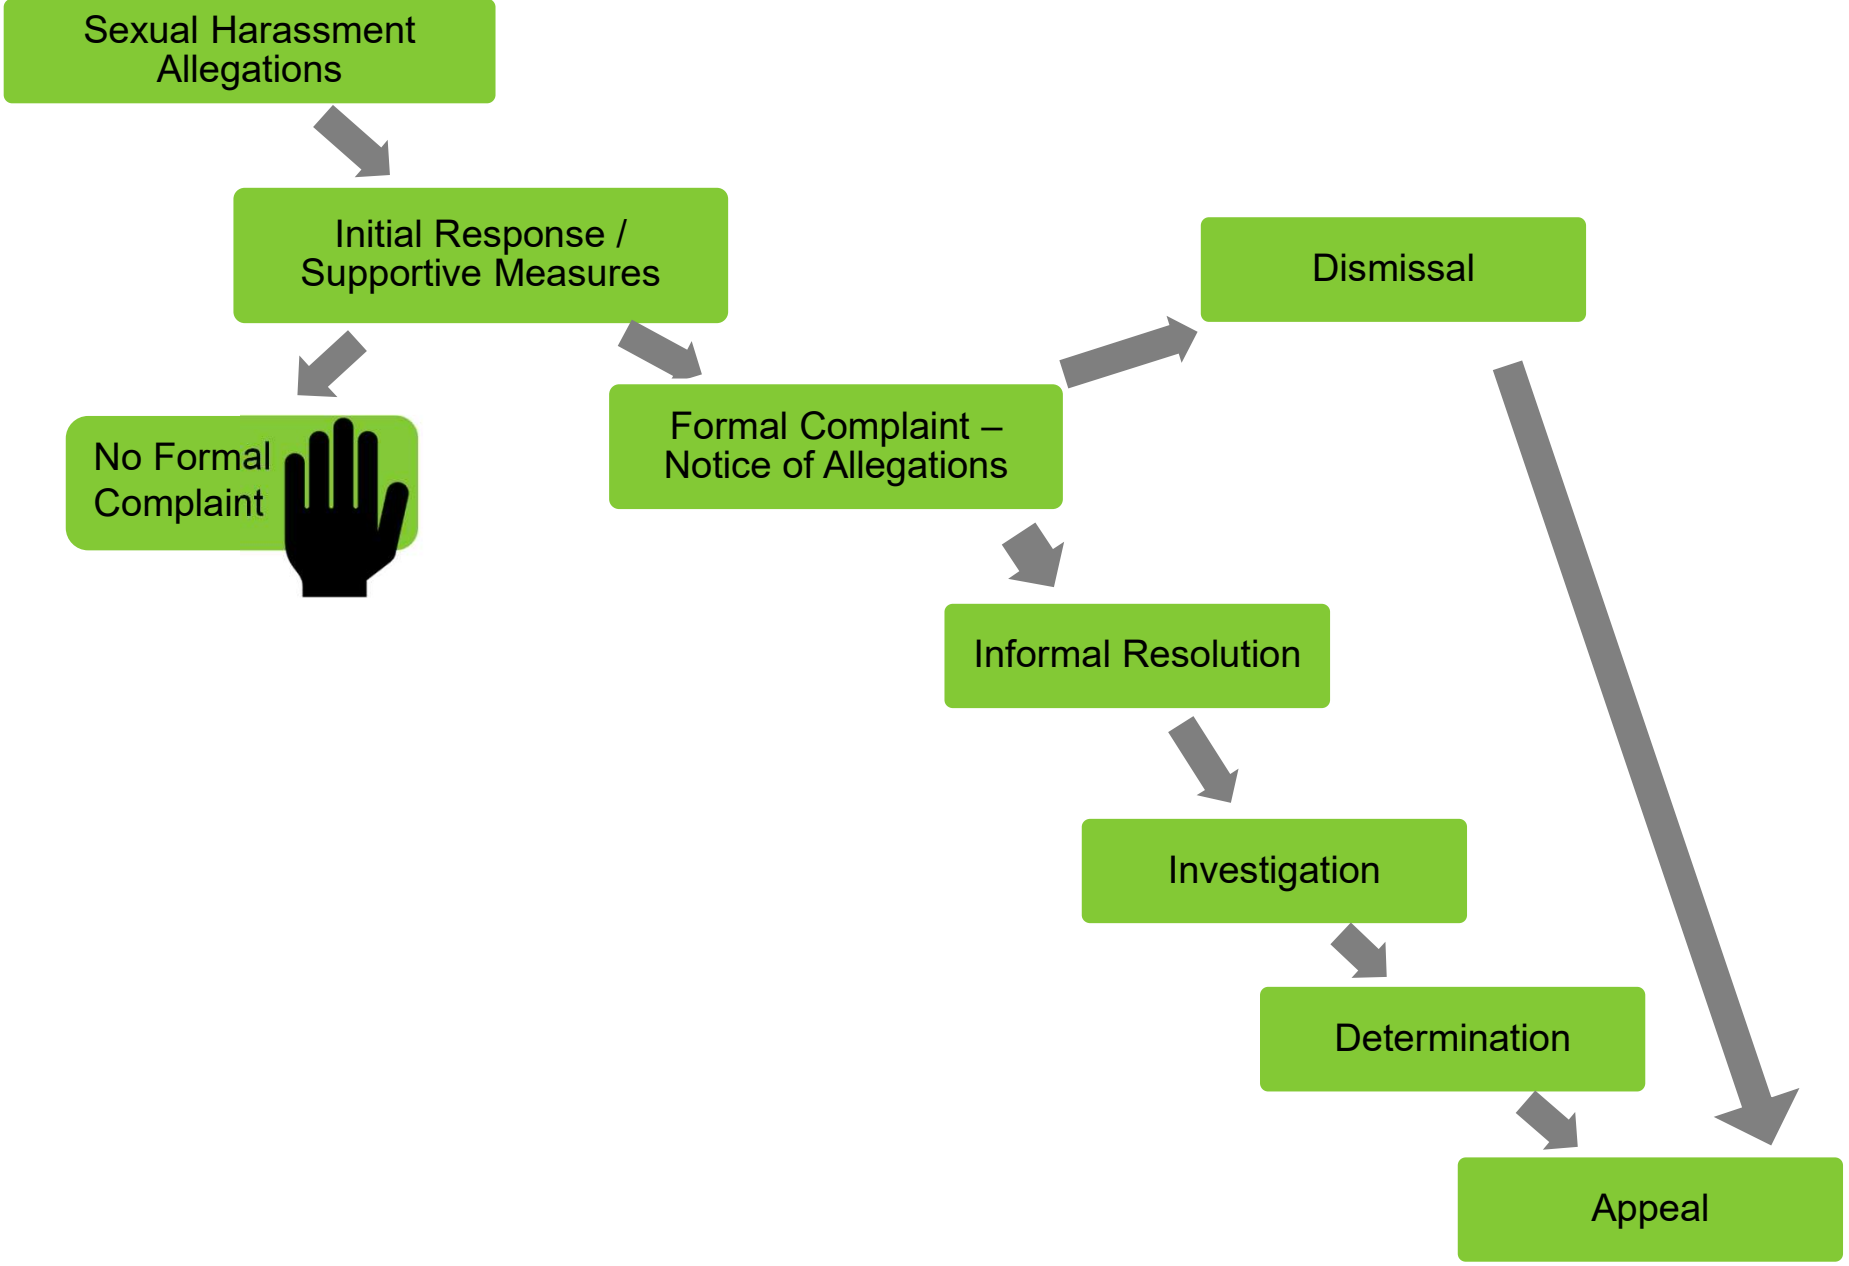 Sexual Harassment
Allegations
Initial Response /
Supportive Measures
Dismissal
No Formal
Complaint
Formal Complaint –
Notice of Allegations
Informal Resolution
Investigation
Determination
Appeal